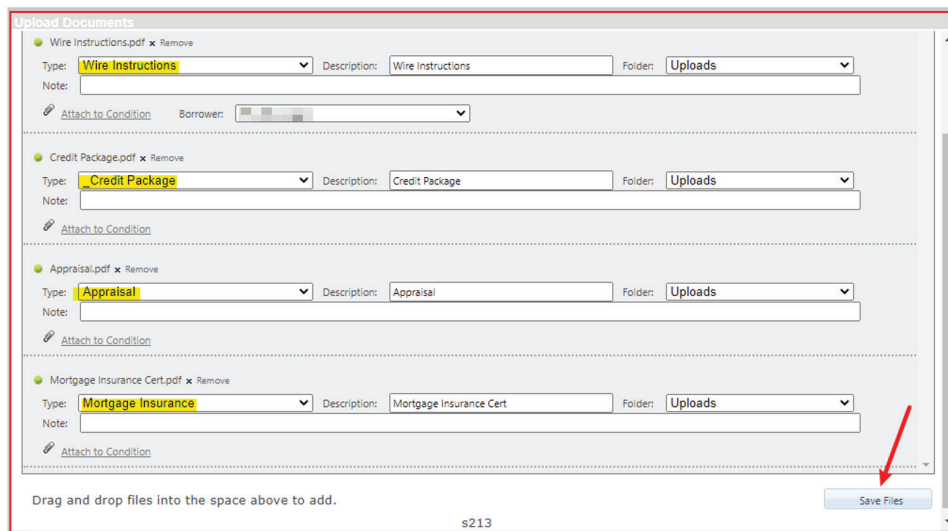 Upload Documents
Wire Instructions.pdf x Remove
Type: Wire Instructions Description: Wire Instructions Folder: Uploads
Note:
Attach to Condition Borrower:
Credit Package.pdf x Remove
Type: _Credit Package Description: Credit Package Folder: Uploads
Note:
Attach to Condition
Appraisal.pdf x Remove
Type: Appraisal Description: Appraisal Folder: Uploads
Note:
Attach to Condition
Mortgage Insurance Cert.pdf x Remove
Type: Mortgage Insurance Description: Mortgage Insurance Cert Folder: Uploads
Note:
Attach to Condition
Drag and drop files into the space above to add. Save Files
s213